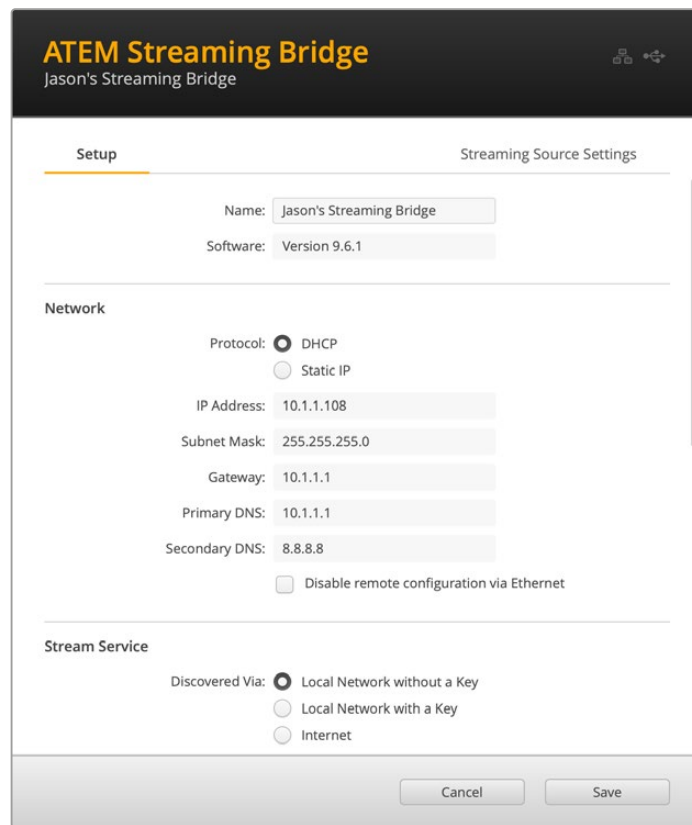 ATEM Streaming Bridge
Jason's Streaming Bridge
Setup Streaming Source Settings
Name: Jason's Streaming Bridge
Software: Version 9.6.1
Network
Protocol: DHCP
Static IP
IP Address: 10.1.1.108
Subnet Mask: 255.255.255.0
Gateway: 10.1.1.1
Primary DNS: 10.1.1.1
Secondary DNS: 8.8.8.8
Disable remote configuration via Ethernet
Stream Service
Discovered Via: Local Network without a Key
Local Network with a Key
Internet
Cancel Save